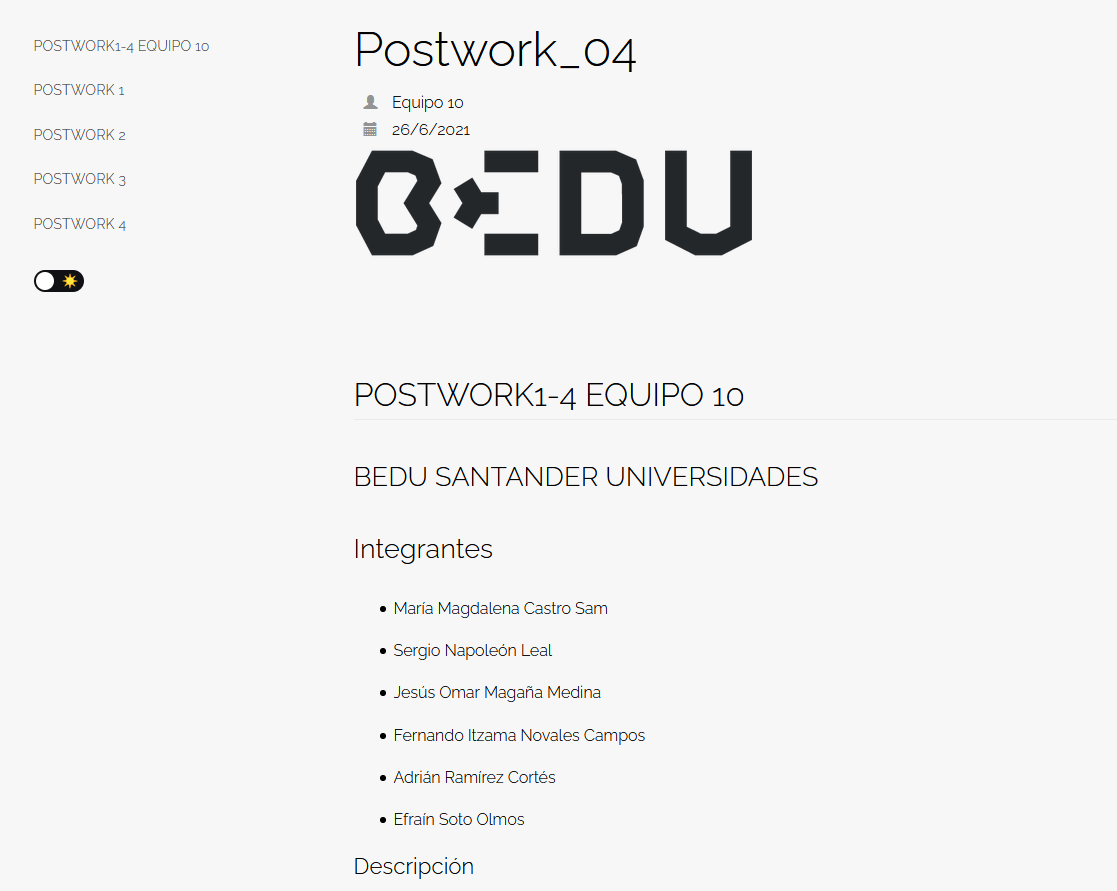 POSTWORK1-4 EQUIPO 10
POSTWORK 1
POSTWORK 2
POSTWORK 3
POSTWORK 4
Postwork_04
Equipo 10
26/6/2021
BEDU
POSTWORK1-4 EQUIPO 10
BEDU SANTANDER UNIVERSIDADES
Integrantes
María Magdalena Castro Sam
Sergio Napoleón Leal
Jesús Omar Magaña Medina
Fernando Itzama Novales Campos
Adrián Ramírez Cortés
Efraín Soto Olmos
Descripción